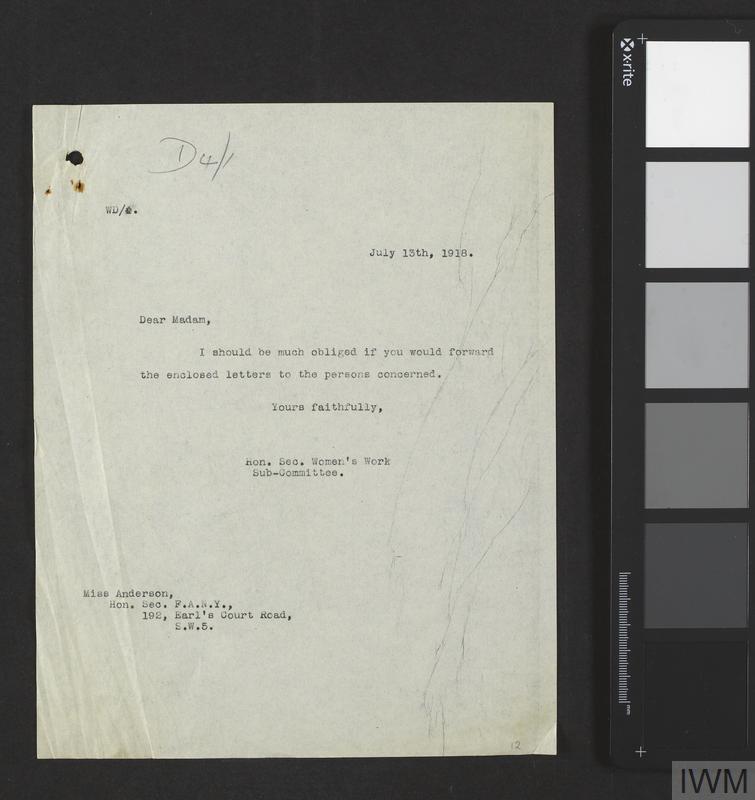 D4/1
WD/
July 13th, 1918.
Dear Madam,
I should be much obliged if you would forward
the enclosed letters to the persons concerned.
Yours faithfully,
Hon. Sec. Women's Work
Sub-Committee.
Miss Anderson,
Hon. Sec. F.A.N.Y.,
192, Earl's Court Road,
S.W.5.
12
x-rite
mm
IWM